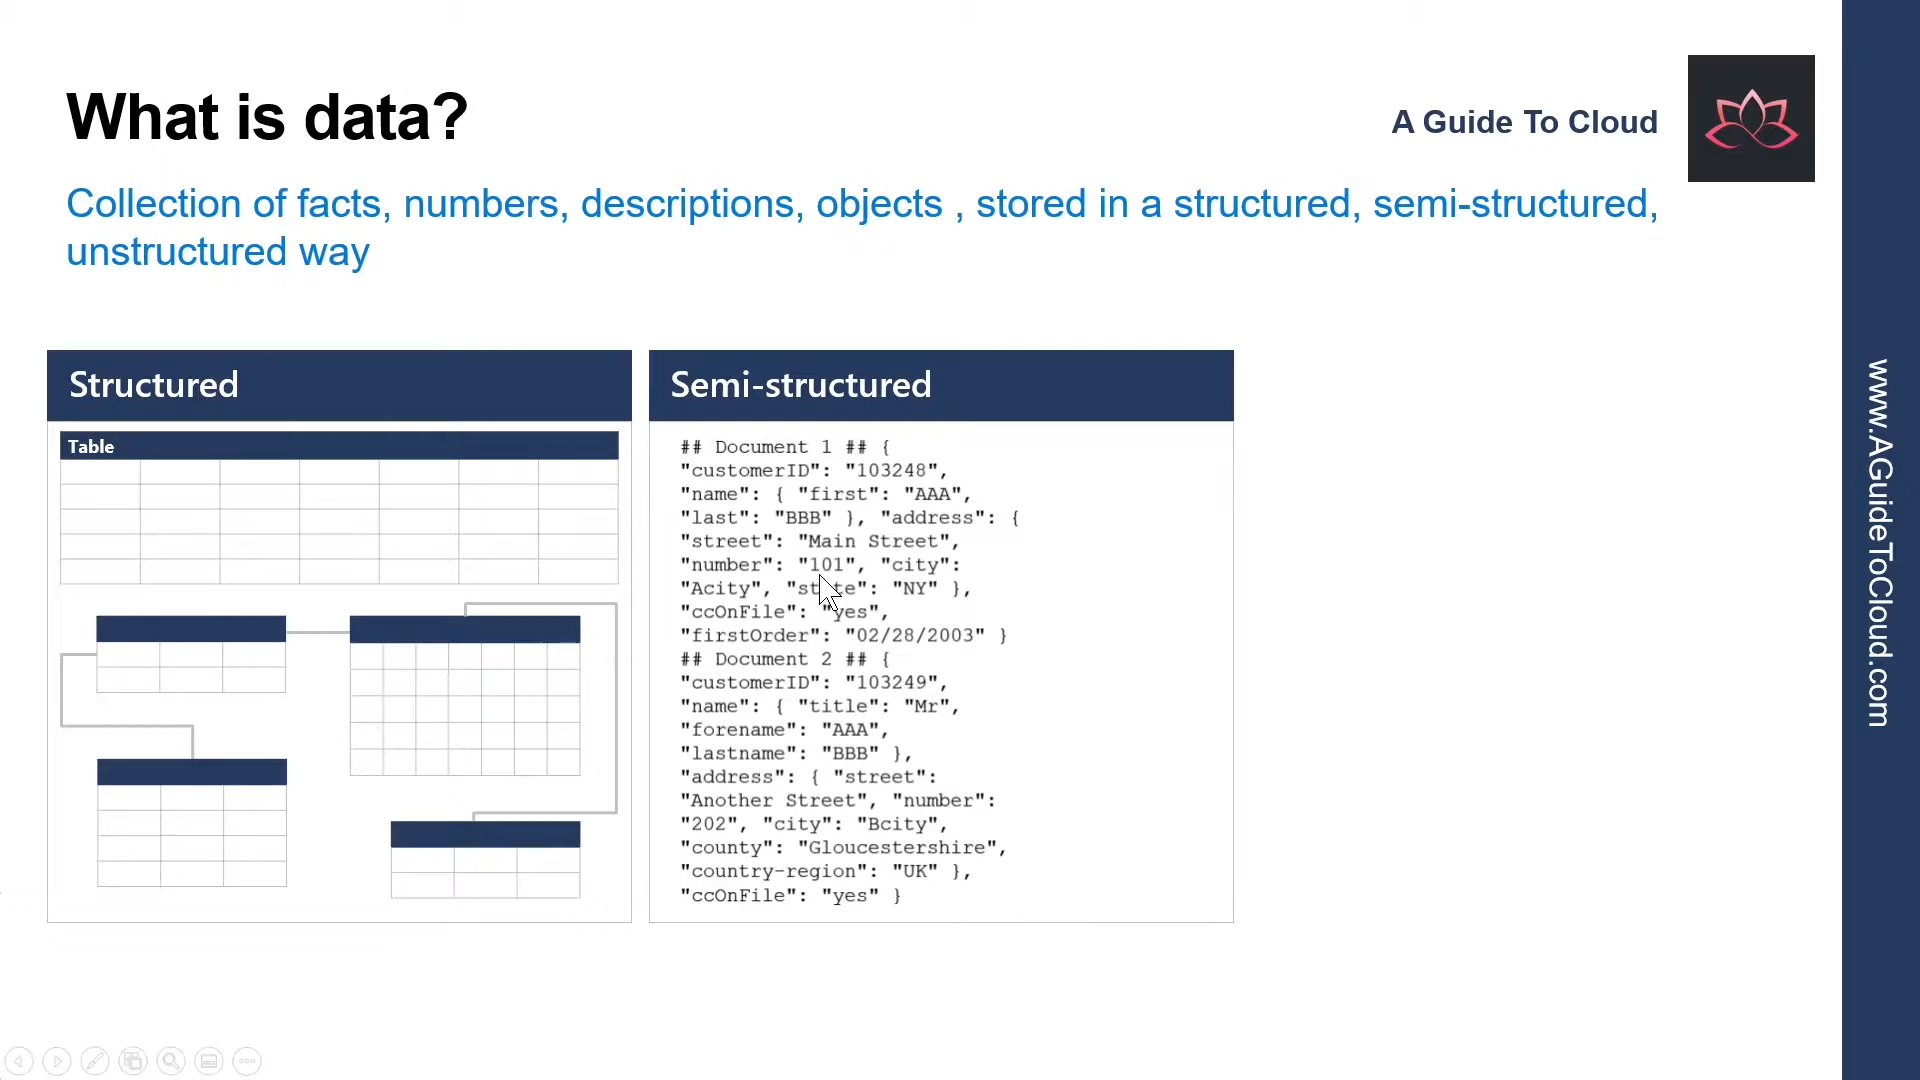 What is data?
A Guide To Cloud
Collection of facts, numbers, descriptions, objects , stored in a structured, semi-structured,
unstructured way
Structured
Table
Semi-structured
## Document 1 ## {
"customerID": "103248",
"name": { "first": "AAA",
"last": "BBB" }, "address": {
"street": "Main Street",
"number": "101", "city":
"Acity", "state": "NY" },
"ccOnFile": "yes",
"firstOrder": "02/28/2003" }
## Document 2 ## {
"customerID": "103249",
"name": { "title": "Mr",
"forename": "AAA",
"lastname": "BBB" },
"address": { "street":
"Another Street", "number":
"202", "city": "Bcity",
"county": "Gloucestershire",
"country-region": "UK" },
"ccOnFile": "yes" }
www.AGuideToCloud.com